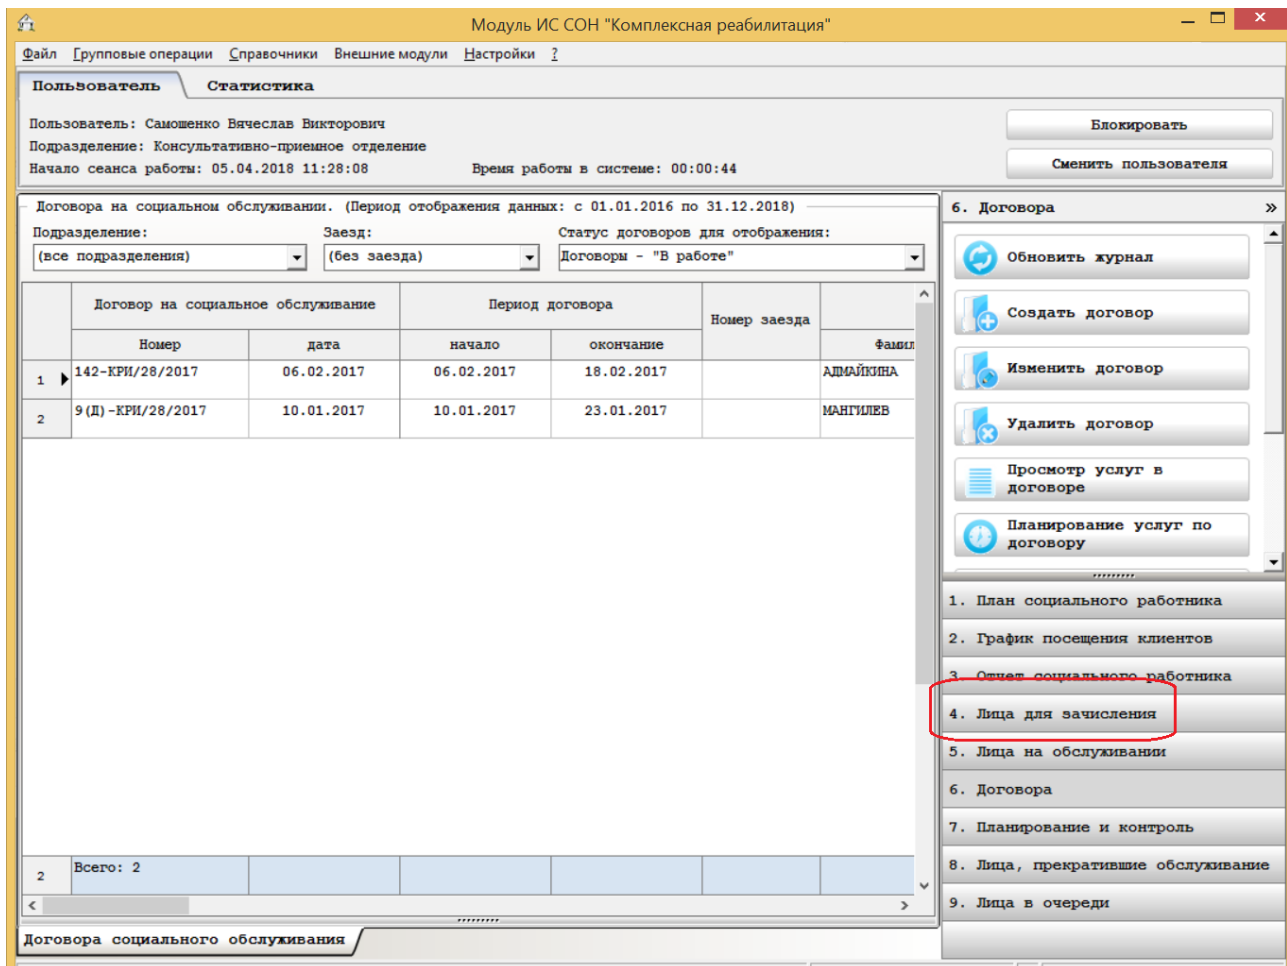 Модуль ИС СОН "Комплексная реабилитация"
Файл Групповые операции Справочники Внешние модули Настройки ?
Пользователь Статистика
Пользователь: Самошенко Вячеслав Викторович
Подразделение: Консультативно-приемное отделение
Начало сеанса работы: 05.04.2018 11:28:08 Время работы в системе: 00:00:44
Блокировать
Сменить пользователя
Договора на социальном обслуживании. (Период отображения данных: с 01.01.2016 по 31.12.2018)
Подразделение: Заезд: Статус договоров для отображения:
(все подразделения) (без заезда) Договоры - "В работе"
Договор на социальное обслуживание Период договора Номер заезда
Номер дата начало окончание Фамил
1 142-КРИ/28/2017 06.02.2017 06.02.2017 18.02.2017 АДМАЙКИНА
2 9(Д)-КРИ/28/2017 10.01.2017 10.01.2017 23.01.2017 МАНГИЛЕВ
2 Всего: 2
Договора социального обслуживания
6. Договора »
Обновить журнал
Создать договор
Изменить договор
Удалить договор
Просмотр услуг в
договоре
Планирование услуг по
договору
1. План социального работника
2. График посещения клиентов
3. Отчет социального работника
4. Лица для зачисления
5. Лица на обслуживании
6. Договора
7. Планирование и контроль
8. Лица, прекратившие обслуживание
9. Лица в очереди